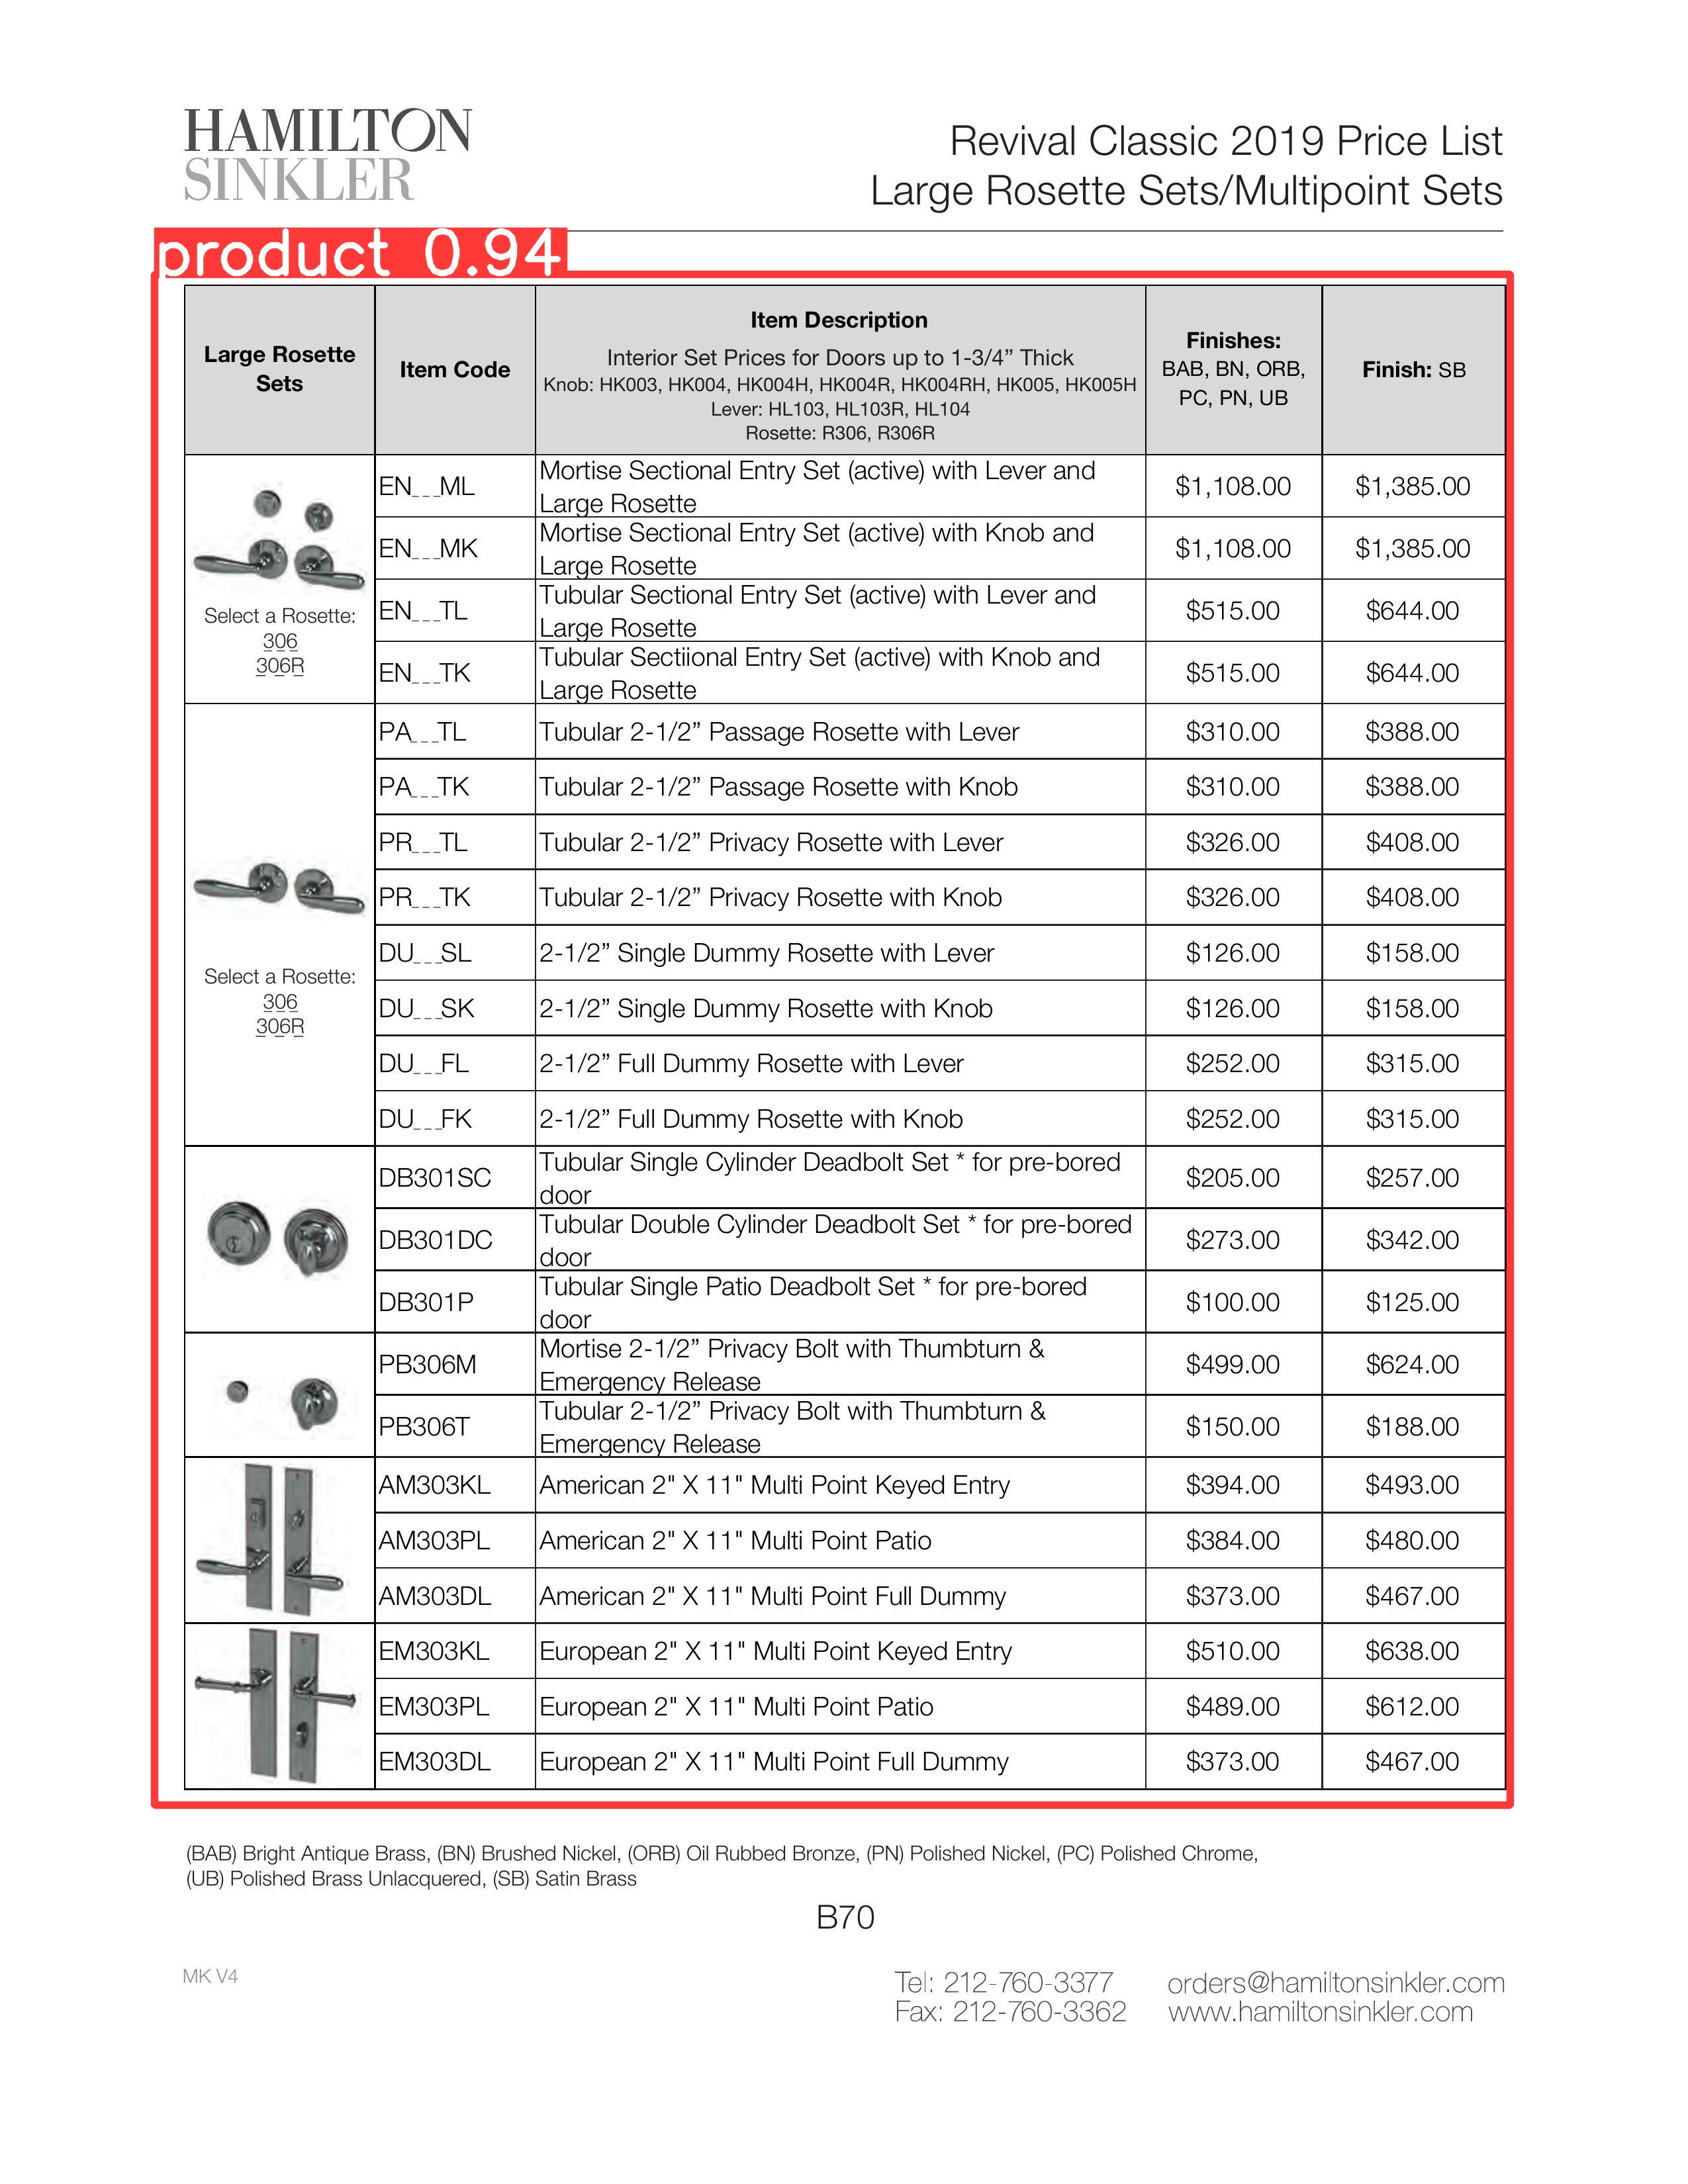 HAMILTON
SINKLER
Revival Classic 2019 Price List
Large Rosette Sets/Multipoint Sets
product 0.94
Large Rosette
Sets
Item Code
Item Description
Interior Set Prices for Doors up to 1-3/4” Thick
Knob: HK003, HK004, HK004H, HK004R, HK004RH, HK005, HK005H
Lever: HL103, HL103R, HL104
Rosette: R306, R306R
Finishes:
BAB, BN, ORB,
PC, PN, UB
Finish: SB
Select a Rosette:
306
306R
EN___ML
Mortise Sectional Entry Set (active) with Lever and
Large Rosette
$1,108.00
$1,385.00
EN___MK
Mortise Sectional Entry Set (active) with Knob and
Large Rosette
$1,108.00
$1,385.00
EN___TL
Tubular Sectional Entry Set (active) with Lever and
Large Rosette
$515.00
$644.00
EN___TK
Tubular Sectiional Entry Set (active) with Knob and
Large Rosette
$515.00
$644.00
Select a Rosette:
306
306R
PA___TL
Tubular 2-1/2” Passage Rosette with Lever
$310.00
$388.00
PA___TK
Tubular 2-1/2” Passage Rosette with Knob
$310.00
$388.00
PR___TL
Tubular 2-1/2” Privacy Rosette with Lever
$326.00
$408.00
PR___TK
Tubular 2-1/2” Privacy Rosette with Knob
$326.00
$408.00
DU___SL
2-1/2” Single Dummy Rosette with Lever
$126.00
$158.00
DU___SK
2-1/2” Single Dummy Rosette with Knob
$126.00
$158.00
DU___FL
2-1/2” Full Dummy Rosette with Lever
$252.00
$315.00
DU___FK
2-1/2” Full Dummy Rosette with Knob
$252.00
$315.00
DB301SC
Tubular Single Cylinder Deadbolt Set * for pre-bored
door
$205.00
$257.00
DB301DC
Tubular Double Cylinder Deadbolt Set * for pre-bored
door
$273.00
$342.00
DB301P
Tubular Single Patio Deadbolt Set * for pre-bored
door
$100.00
$125.00
PB306M
Mortise 2-1/2” Privacy Bolt with Thumbturn &
Emergency Release
$499.00
$624.00
PB306T
Tubular 2-1/2” Privacy Bolt with Thumbturn &
Emergency Release
$150.00
$188.00
AM303KL
American 2" X 11" Multi Point Keyed Entry
$394.00
$493.00
AM303PL
American 2" X 11" Multi Point Patio
$384.00
$480.00
AM303DL
American 2" X 11" Multi Point Full Dummy
$373.00
$467.00
EM303KL
European 2" X 11" Multi Point Keyed Entry
$510.00
$638.00
EM303PL
European 2" X 11" Multi Point Patio
$489.00
$612.00
EM303DL
European 2" X 11" Multi Point Full Dummy
$373.00
$467.00
(BAB) Bright Antique Brass, (BN) Brushed Nickel, (ORB) Oil Rubbed Bronze, (PN) Polished Nickel, (PC) Polished Chrome,
(UB) Polished Brass Unlacquered, (SB) Satin Brass
B70
MK V4
Tel: 212-760-3377
Fax: 212-760-3362
orders@hamiltonsinkler.com
www.hamiltonsinkler.com